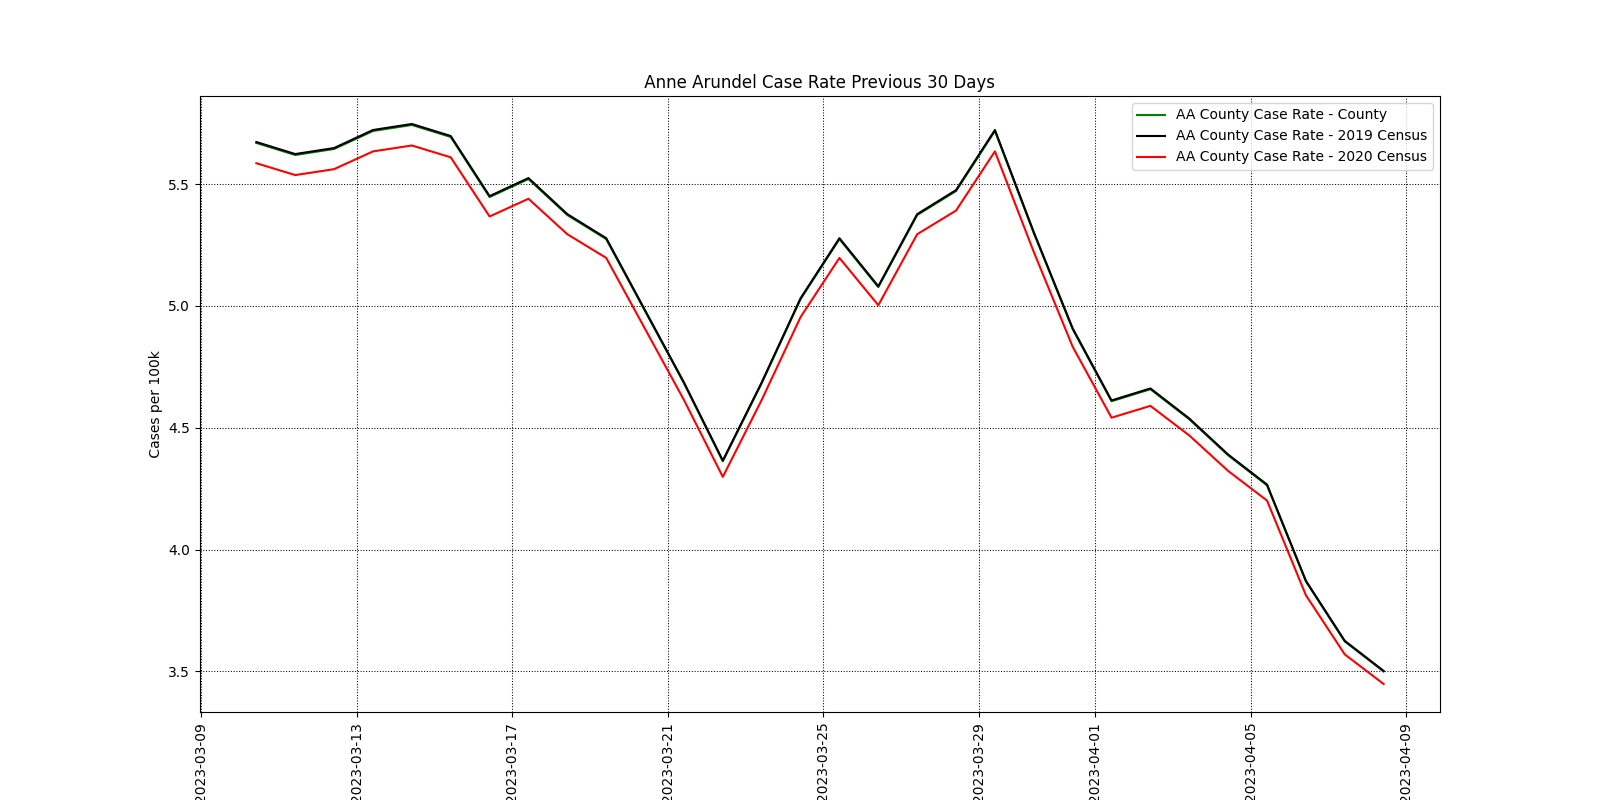 Anne Arundel Case Rate Previous 30 Days
AA County Case Rate - County
AA County Case Rate - 2019 Census
AA County Case Rate - 2020 Census
Cases per 100k
5.5
5.0
4.5
4.0
3.5
2023-03-09
2023-03-13
2023-03-17
2023-03-21
2023-03-25
2023-03-29
2023-04-01
2023-04-05
2023-04-09